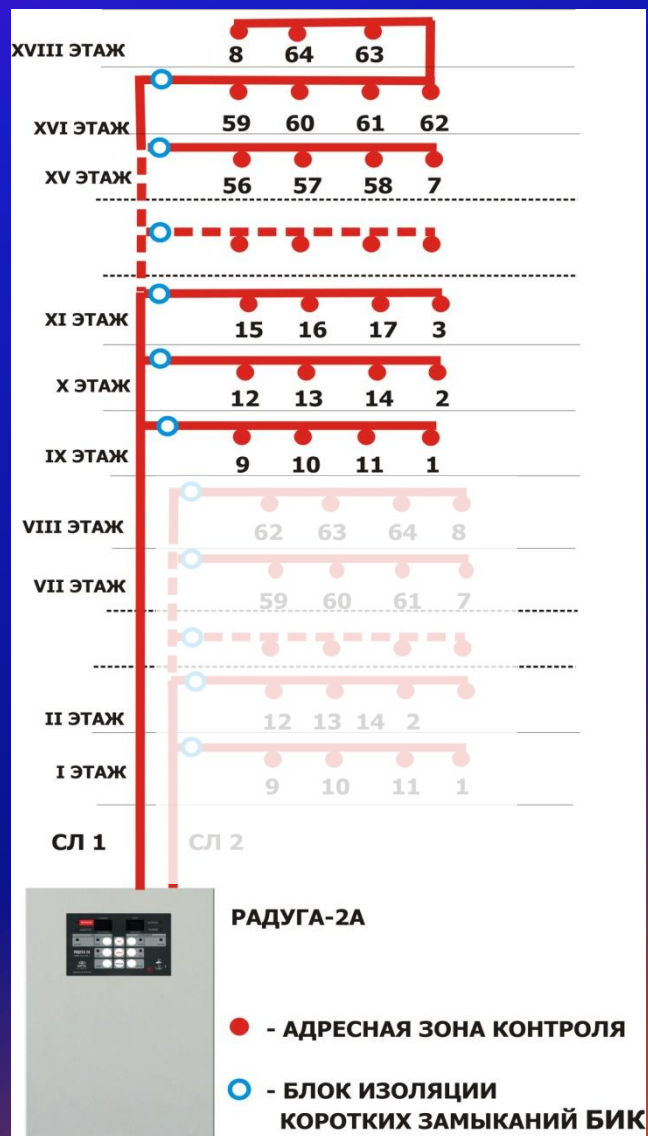 8 64 63
XVIII ЭТАЖ
59 60 61 62
XVI ЭТАЖ
56 57 58 7
XV ЭТАЖ
15 16 17 3
XI ЭТАЖ
12 13 14 2
X ЭТАЖ
9 10 11 1
IX ЭТАЖ
62 63 64 8
VIII ЭТАЖ
59 60 61 7
VII ЭТАЖ
12 13 14 2
II ЭТАЖ
9 10 11 1
I ЭТАЖ
СЛ 1 СЛ 2
РАДУГА-2А
- АДРЕСНАЯ ЗОНА КОНТРОЛЯ
- БЛОК ИЗОЛЯЦИИ
КОРОТКИХ ЗАМЫКАНИЙ БИК